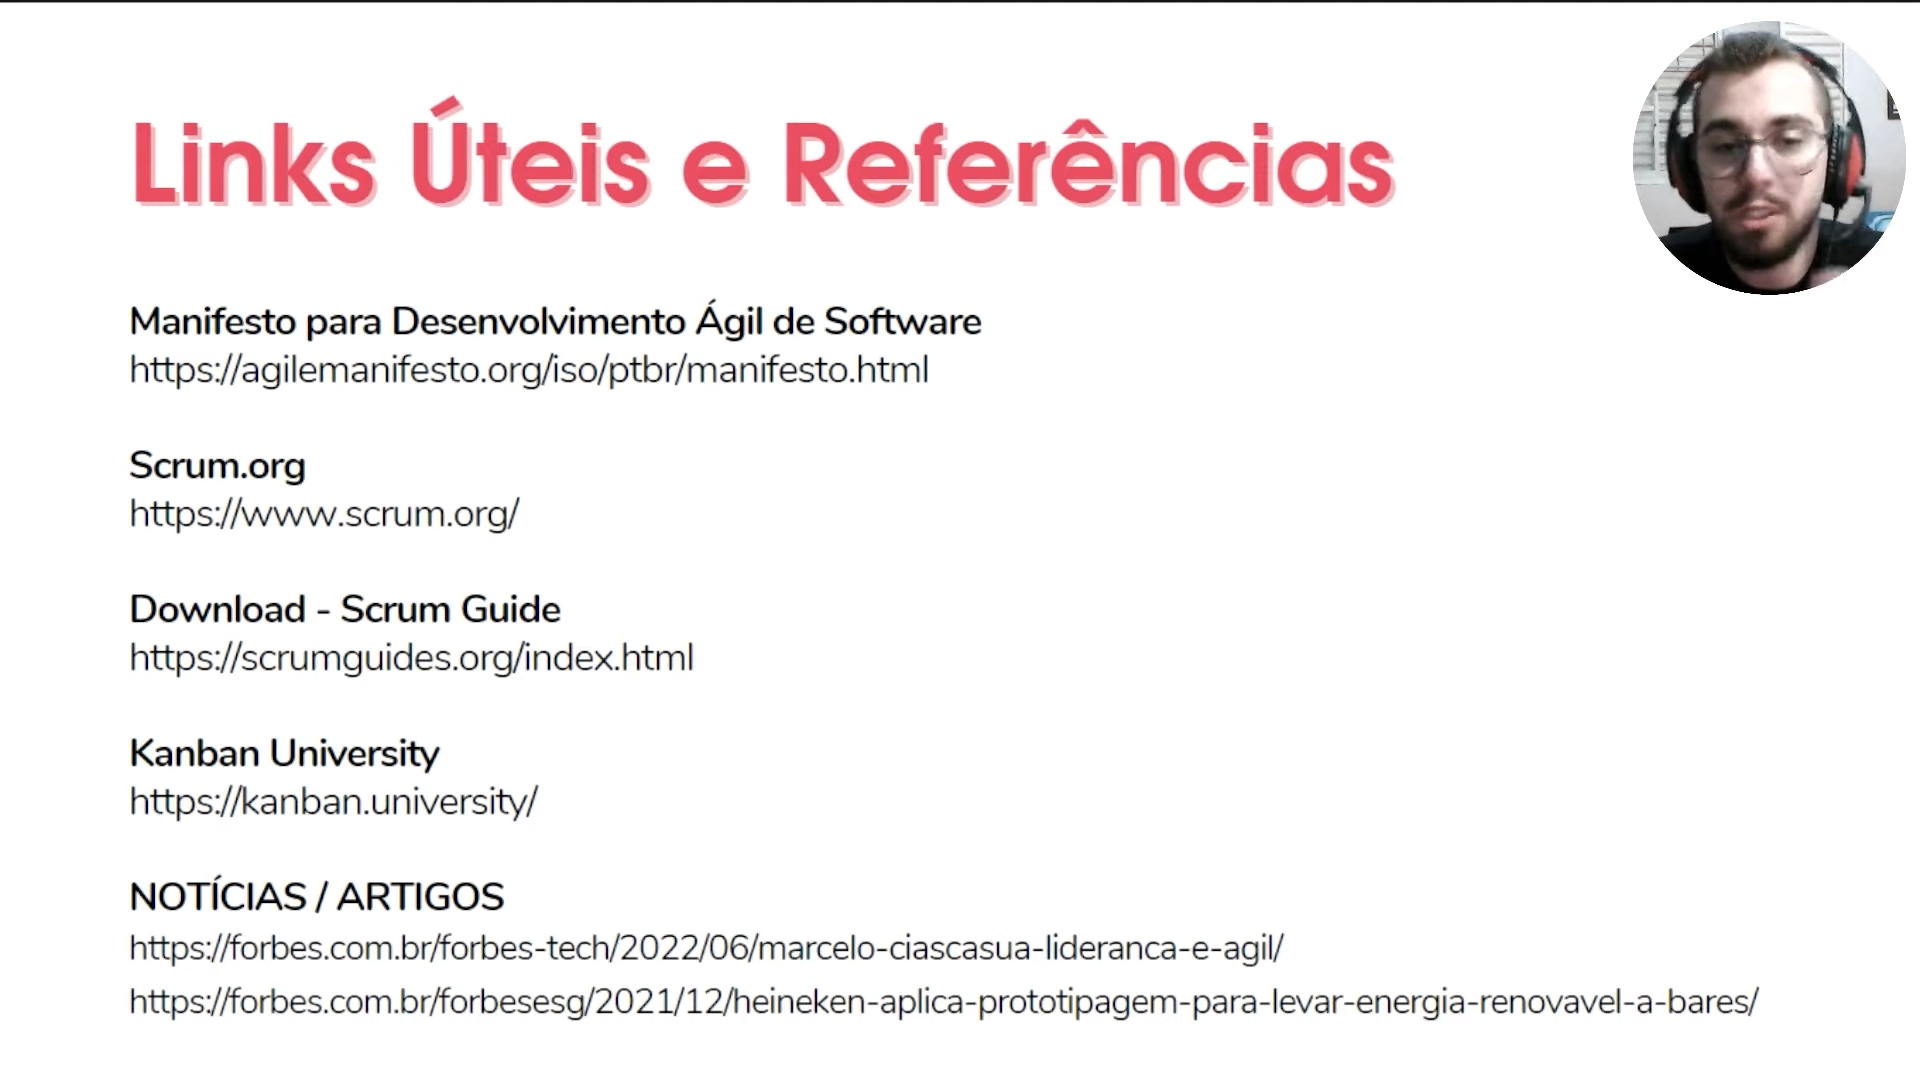 Links Úteis e Referências
Manifesto para Desenvolvimento Ágil de Software
https://agilemanifesto.org/iso/ptbr/manifesto.html
Scrum.org
https://www.scrum.org/
Download - Scrum Guide
https://scrumguides.org/index.html
Kanban University
https://kanban.university/
NOTÍCIAS / ARTIGOS
https://forbes.com.br/forbes-tech/2022/06/marcelo-ciascasua-lideranca-e-agil/
https://forbes.com.br/forbesesg/2021/12/heineken-aplica-prototipagem-para-levar-energia-renovavel-a-bares/